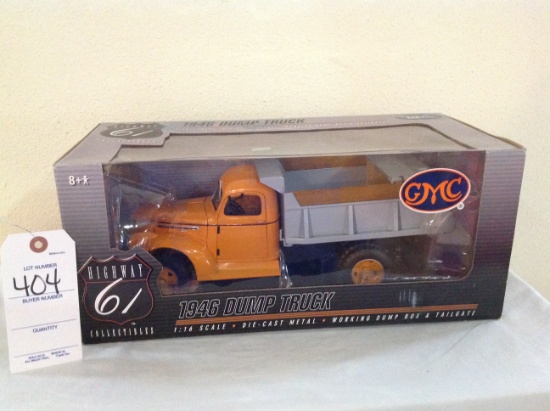 61
1946 DUMP TRUCK
8+
GMC
LOT NUMBER
404
BUYER NUMBER
QUANTITY
HIGHWAY
61
COLLECTIBLES
1946 DUMP TRUCK
1:16 SCALE • DIE-CAST METAL • WORKING DUMP BOX & TAILGATE